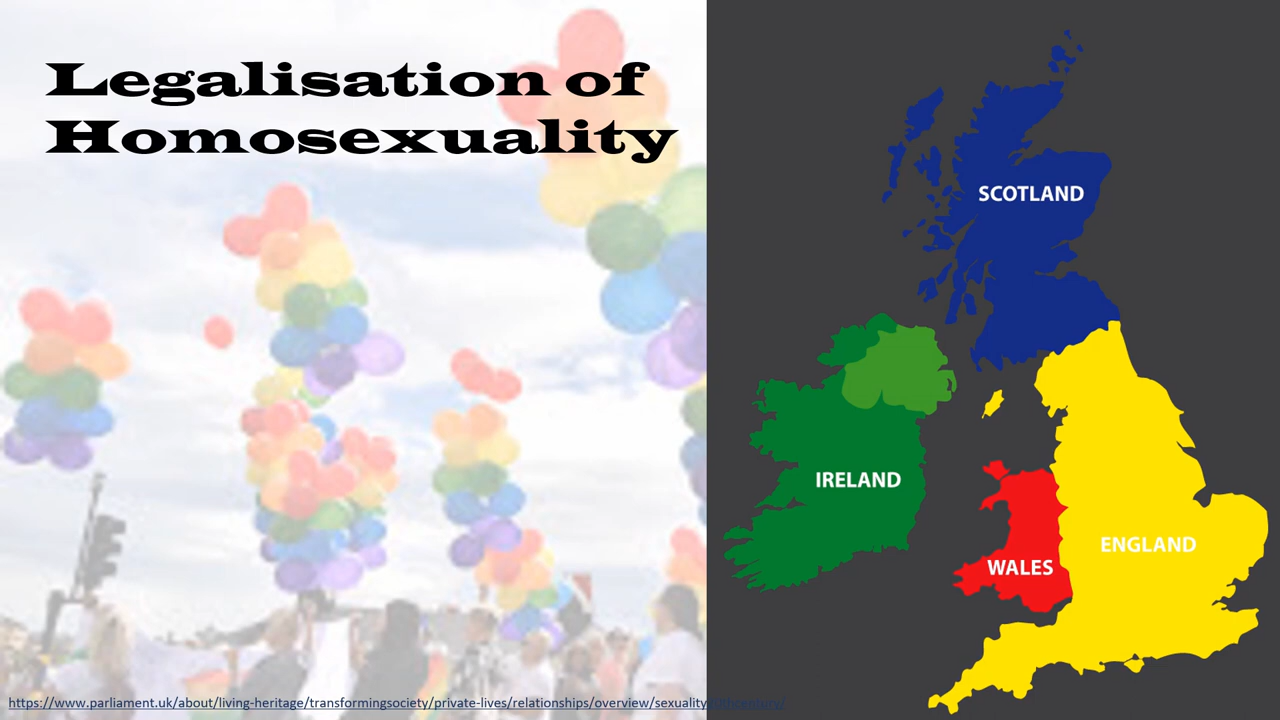 Legalisation of
Homosexuality
SCOTLAND
IRELAND
ENGLAND
WALES
https://www.parliament.uk/about/living-heritage/transformingsociety/private-lives/relationships/overview/sexuality20thcentury/